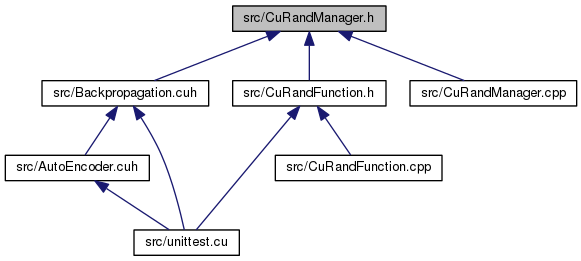 src/CuRandManager.h
src/Backpropagation.cuh
src/CuRandFunction.h
src/CuRandManager.cpp
src/AutoEncoder.cuh
src/CuRandFunction.cpp
src/unittest.cu